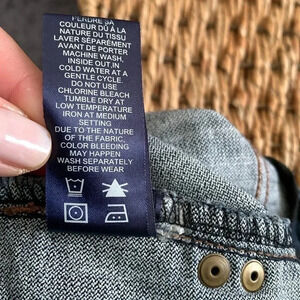 PERDRE SA
COULEUR DÛ À LA
NATURE DU TISSU
LAVER SÉPARÉMENT
AVANT DE PORTER
MACHINE WASH,
INSIDE OUT, IN
COLD WATER AT A
GENTLE CYCLE.
DO NOT USE
CHLORINE BLEACH
TUMBLE DRY AT
LOW TEMPERATURE
IRON AT MEDIUM
SETTING
DUE TO THE NATURE
OF THE FABRIC,
COLOR BLEEDING
MAY HAPPEN
WASH SEPARATELY
BEFORE WEAR